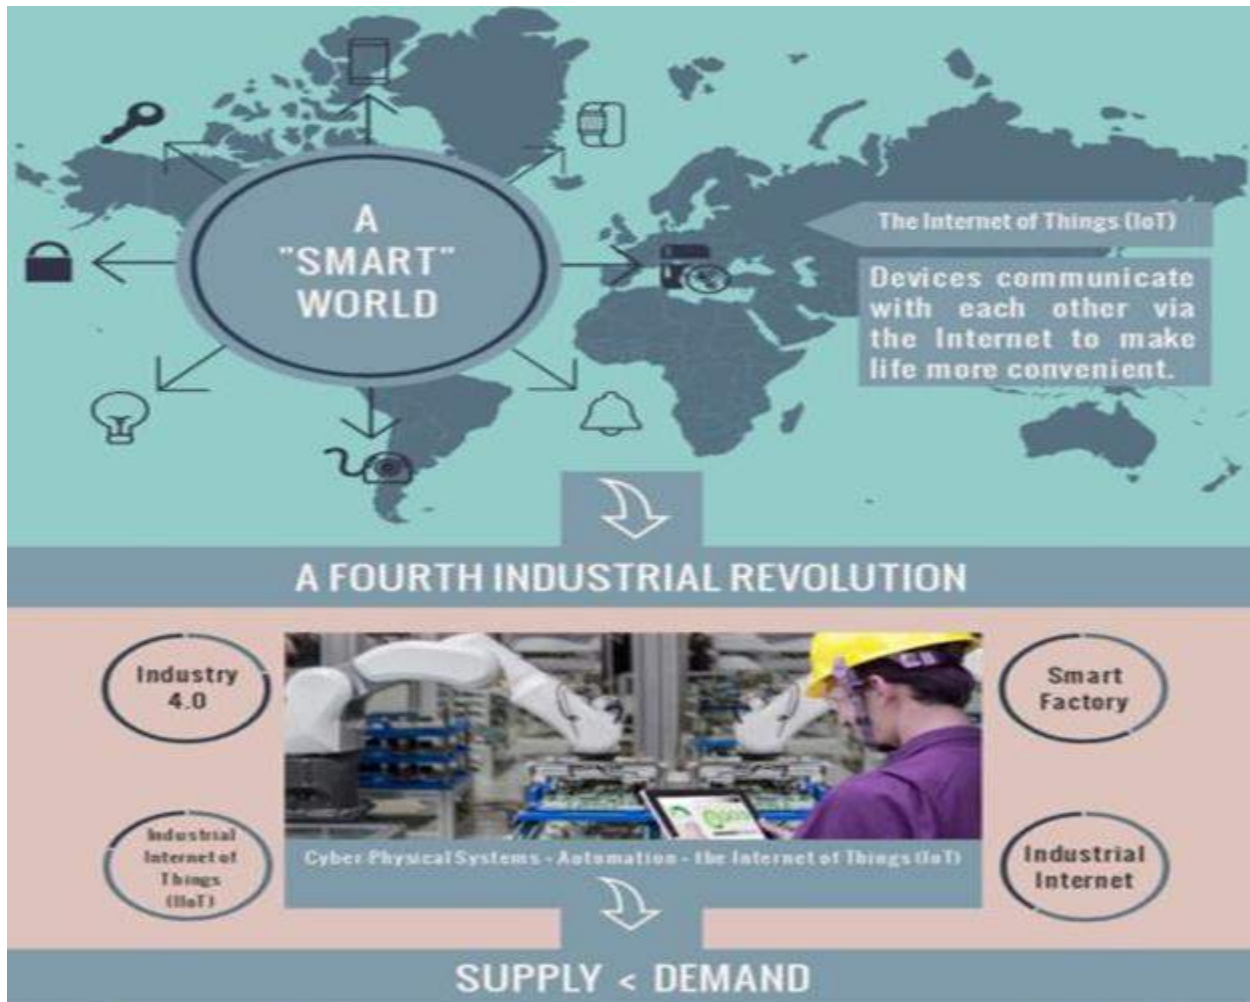 A
"SMART"
WORLD
The Internet of Things (IoT)
Devices communicate
with each other via
the Internet to make
life more convenient.
A FOURTH INDUSTRIAL REVOLUTION
Industry
4.0
Smart
Factory
Industrial
Internet of
Things
(IIoT)
Cyber-Physical Systems - Automation - the Internet of Things (IoT)
Industrial
Internet
SUPPLY < DEMAND